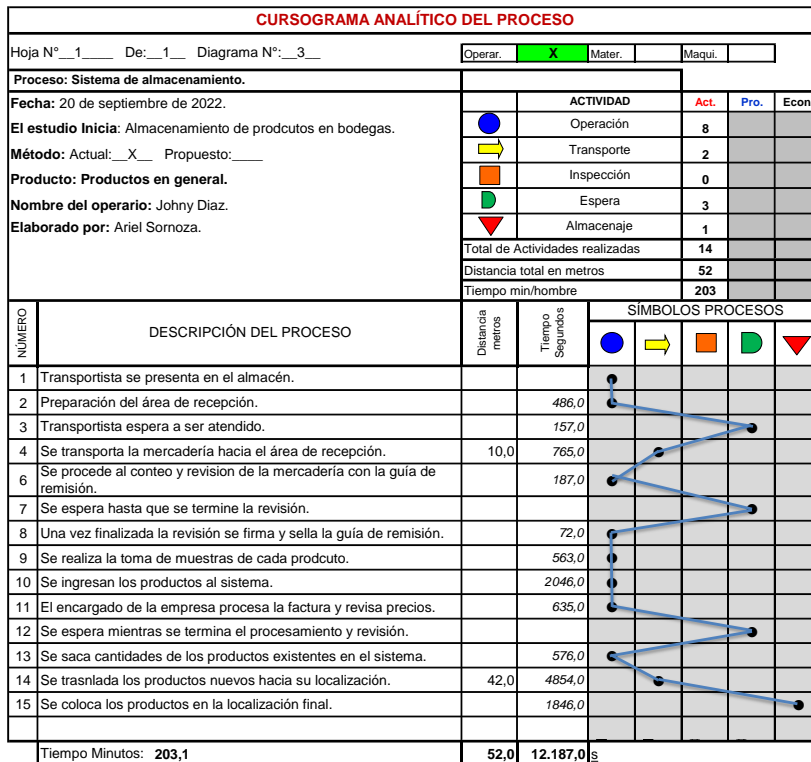 CURSOGRAMA ANALÍTICO DEL PROCESO
Hoja N°__1____ De:__1__ Diagrama N°:__3__
Operar. X Mater. Maqui.
Proceso: Sistema de almacenamiento.
Fecha: 20 de septiembre de 2022.
El estudio Inicia: Almacenamiento de prodcutos en bodegas.
Método: Actual:__X__ Propuesto:____
Producto: Productos en general.
Nombre del operario: Johny Diaz.
Elaborado por: Ariel Sornoza.
ACTIVIDAD Act. Pro. Econ
Operación 8
Transporte 2
Inspección 0
Espera 3
Almacenaje 1
Total de Actividades realizadas 14
Distancia total en metros 52
Tiempo min/hombre 203
NÚMERO
DESCRIPCIÓN DEL PROCESO
Distancia
metros
Tiempo
Segundos
SÍMBOLOS PROCESOS
1 Transportista se presenta en el almacén.
2 Preparación del área de recepción. 486,0
3 Transportista espera a ser atendido. 157,0
4 Se transporta la mercadería hacia el área de recepción. 10,0 765,0
6 Se procede al conteo y revision de la mercadería con la guía de
remisión. 187,0
7 Se espera hasta que se termine la revisión.
8 Una vez finalizada la revisión se firma y sella la guía de remisión. 72,0
9 Se realiza la toma de muestras de cada prodcuto. 563,0
10 Se ingresan los productos al sistema. 2046,0
11 El encargado de la empresa procesa la factura y revisa precios. 635,0
12 Se espera mientras se termina el procesamiento y revisión.
13 Se saca cantidades de los productos existentes en el sistema. 576,0
14 Se trasnlada los productos nuevos hacia su localización. 42,0 4854,0
15 Se coloca los productos en la localización final. 1846,0
Tiempo Minutos: 203,1 52,0 12.187,0 s